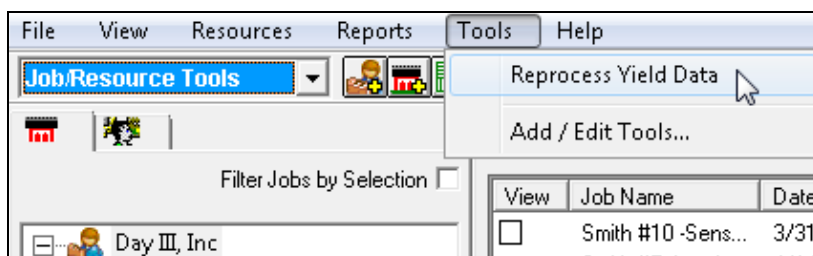 File View Resources Reports Tools Help
Job/Resource Tools
Reprocess Yield Data
Add / Edit Tools...
Filter Jobs by Selection
View Job Name Date
Smith #10 -Sens... 3/31
Day III, Inc